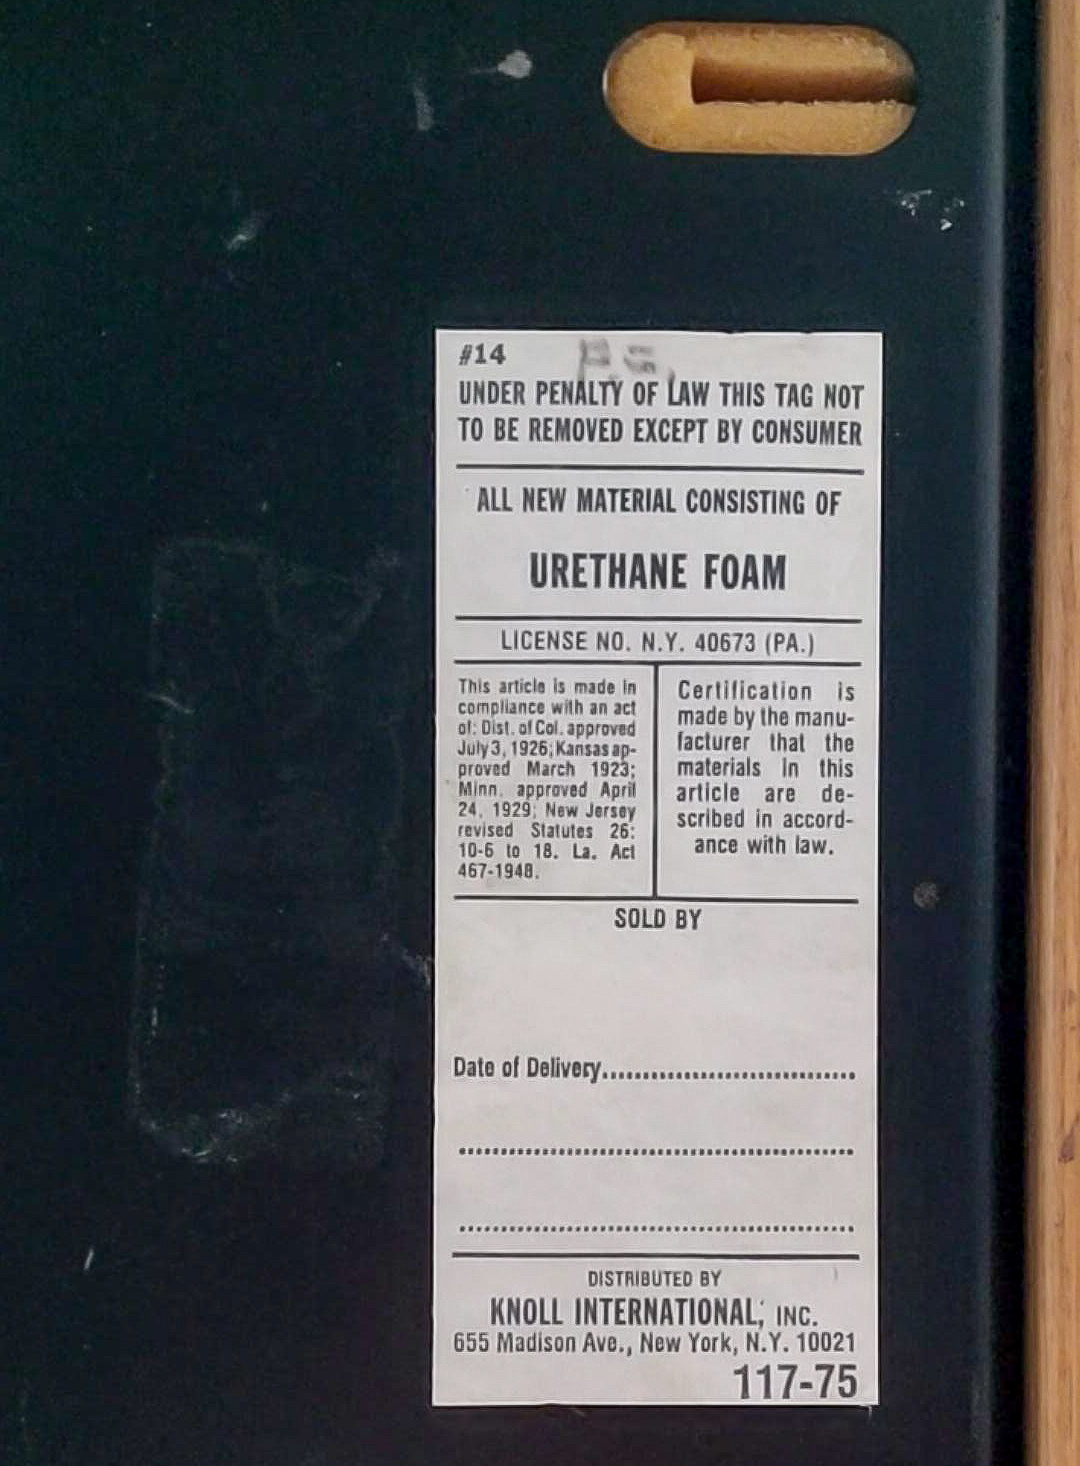 #14
UNDER PENALTY OF LAW THIS TAG NOT
TO BE REMOVED EXCEPT BY CONSUMER
ALL NEW MATERIAL CONSISTING OF
URETHANE FOAM
LICENSE NO. N.Y. 40673 (PA.)
This article is made in
compliance with an act
of: Dist. of Col. approved
July 3, 1926; Kansas ap-
proved March 1923;
Minn. approved April
24, 1929; New Jersey
revised Statutes 26:
10-6 to 18. La. Act
467-1948.
Certification is
made by the manu-
facturer that the
materials in this
article are de-
scribed in accord-
ance with law.
SOLD BY
Date of Delivery................................
................................................
................................................
DISTRIBUTED BY
KNOLL INTERNATIONAL, INC.
655 Madison Ave., New York, N.Y. 10021
117-75